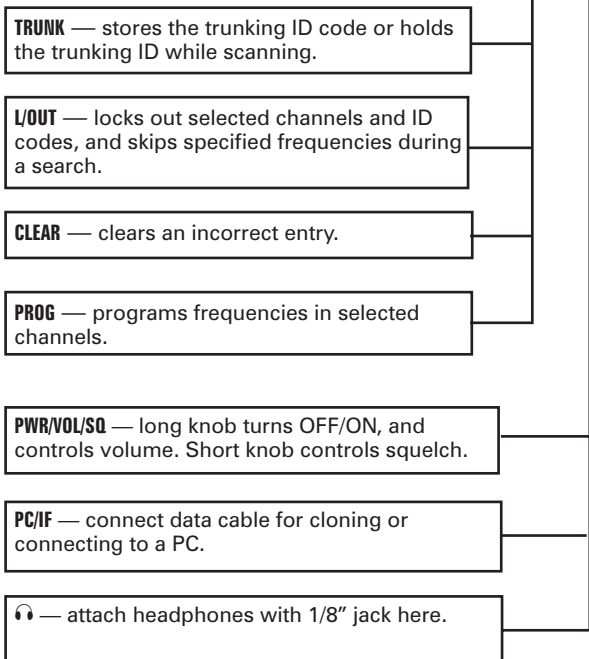 TRUNK — stores the trunking ID code or holds
the trunking ID while scanning.
L/OUT — locks out selected channels and ID
codes, and skips specified frequencies during
a search.
CLEAR — clears an incorrect entry.
PROG — programs frequencies in selected
channels.
PWR/VOL/SQ — long knob turns OFF/ON, and
controls volume. Short knob controls squelch.
PC/IF — connect data cable for cloning or
connecting to a PC.
— attach headphones with 1/8” jack here.